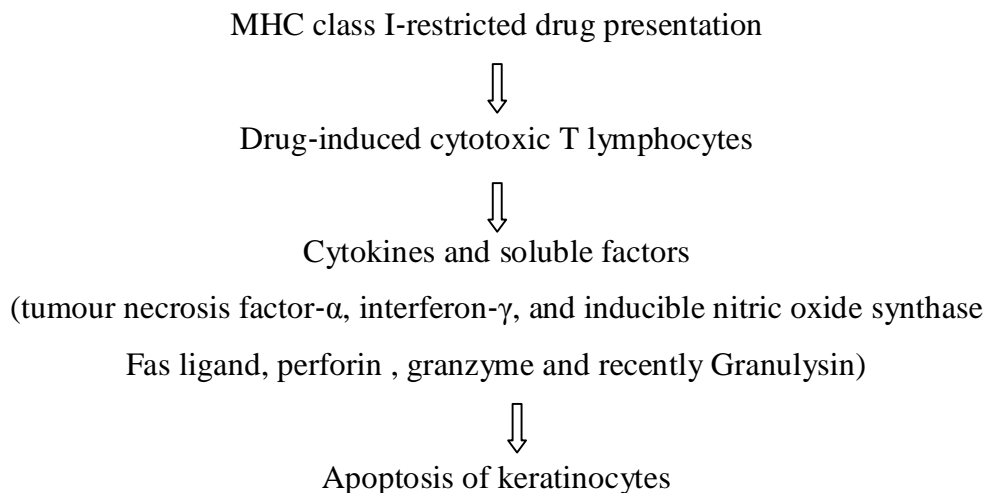 MHC class I-restricted drug presentation
⇩
Drug-induced cytotoxic T lymphocytes
⇩
Cytokines and soluble factors
(tumour necrosis factor-α, interferon-γ, and inducible nitric oxide synthase
Fas ligand, perforin , granzyme and recently Granulysin)
⇩
Apoptosis of keratinocytes